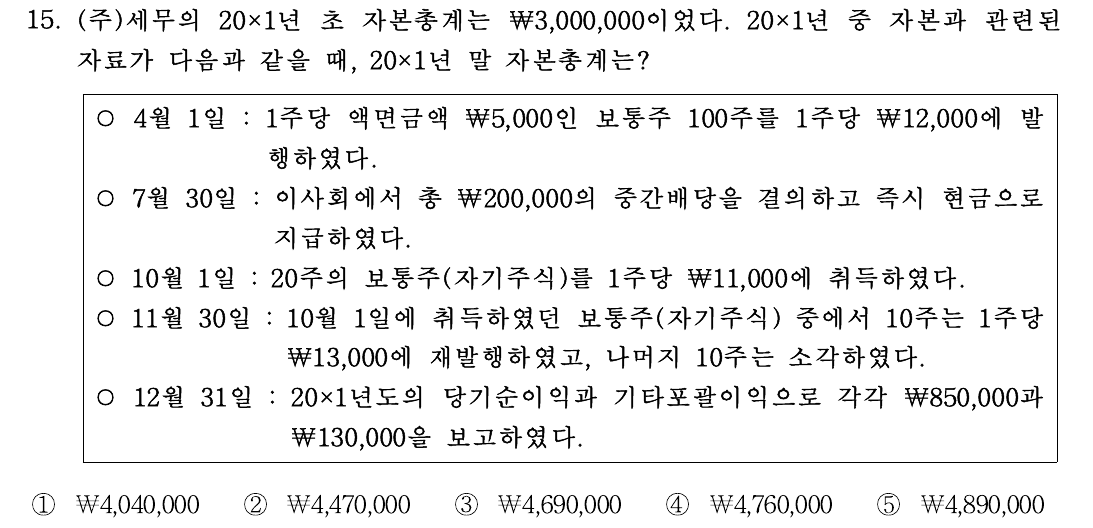 15. (주)세무의 20×1년 초 자본총계는 ₩3,000,000이었다. 20×1년 중 자본과 관련된
자료가 다음과 같을 때, 20×1년 말 자본총계는?
○ 4월 1일 : 1주당 액면금액 ₩5,000인 보통주 100주를 1주당 ₩12,000에 발
행하였다.
○ 7월 30일 : 이사회에서 총 ₩200,000의 중간배당을 결의하고 즉시 현금으로
지급하였다.
○ 10월 1일 : 20주의 보통주(자기주식)를 1주당 ₩11,000에 취득하였다.
○ 11월 30일 : 10월 1일에 취득하였던 보통주(자기주식) 중에서 10주는 1주당
₩13,000에 재발행하였고, 나머지 10주는 소각하였다.
○ 12월 31일 : 20×1년도의 당기순이익과 기타포괄이익으로 각각 ₩850,000과
₩130,000을 보고하였다.
① ₩4,040,000 ② ₩4,470,000 ③ ₩4,690,000 ④ ₩4,760,000 ⑤ ₩4,890,000